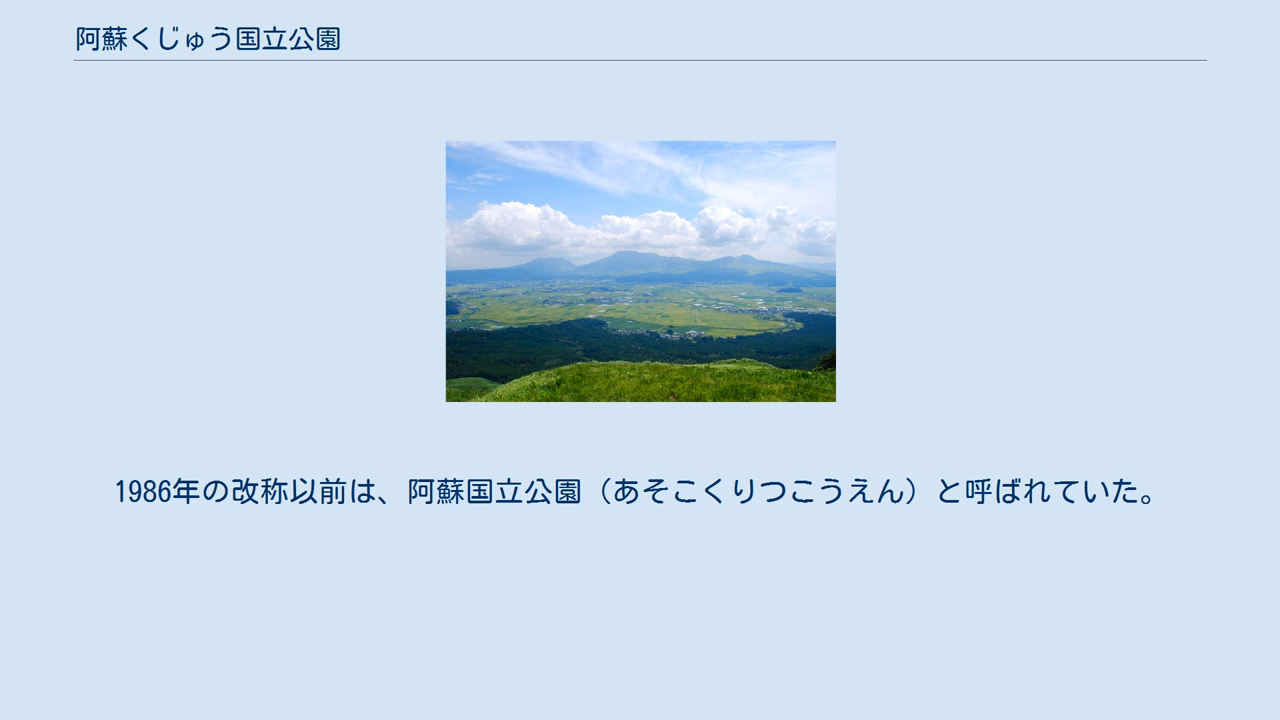 阿蘇くじゅう国立公園
1986年の改称以前は、阿蘇国立公園（あそこくりつこうえん）と呼ばれていた。